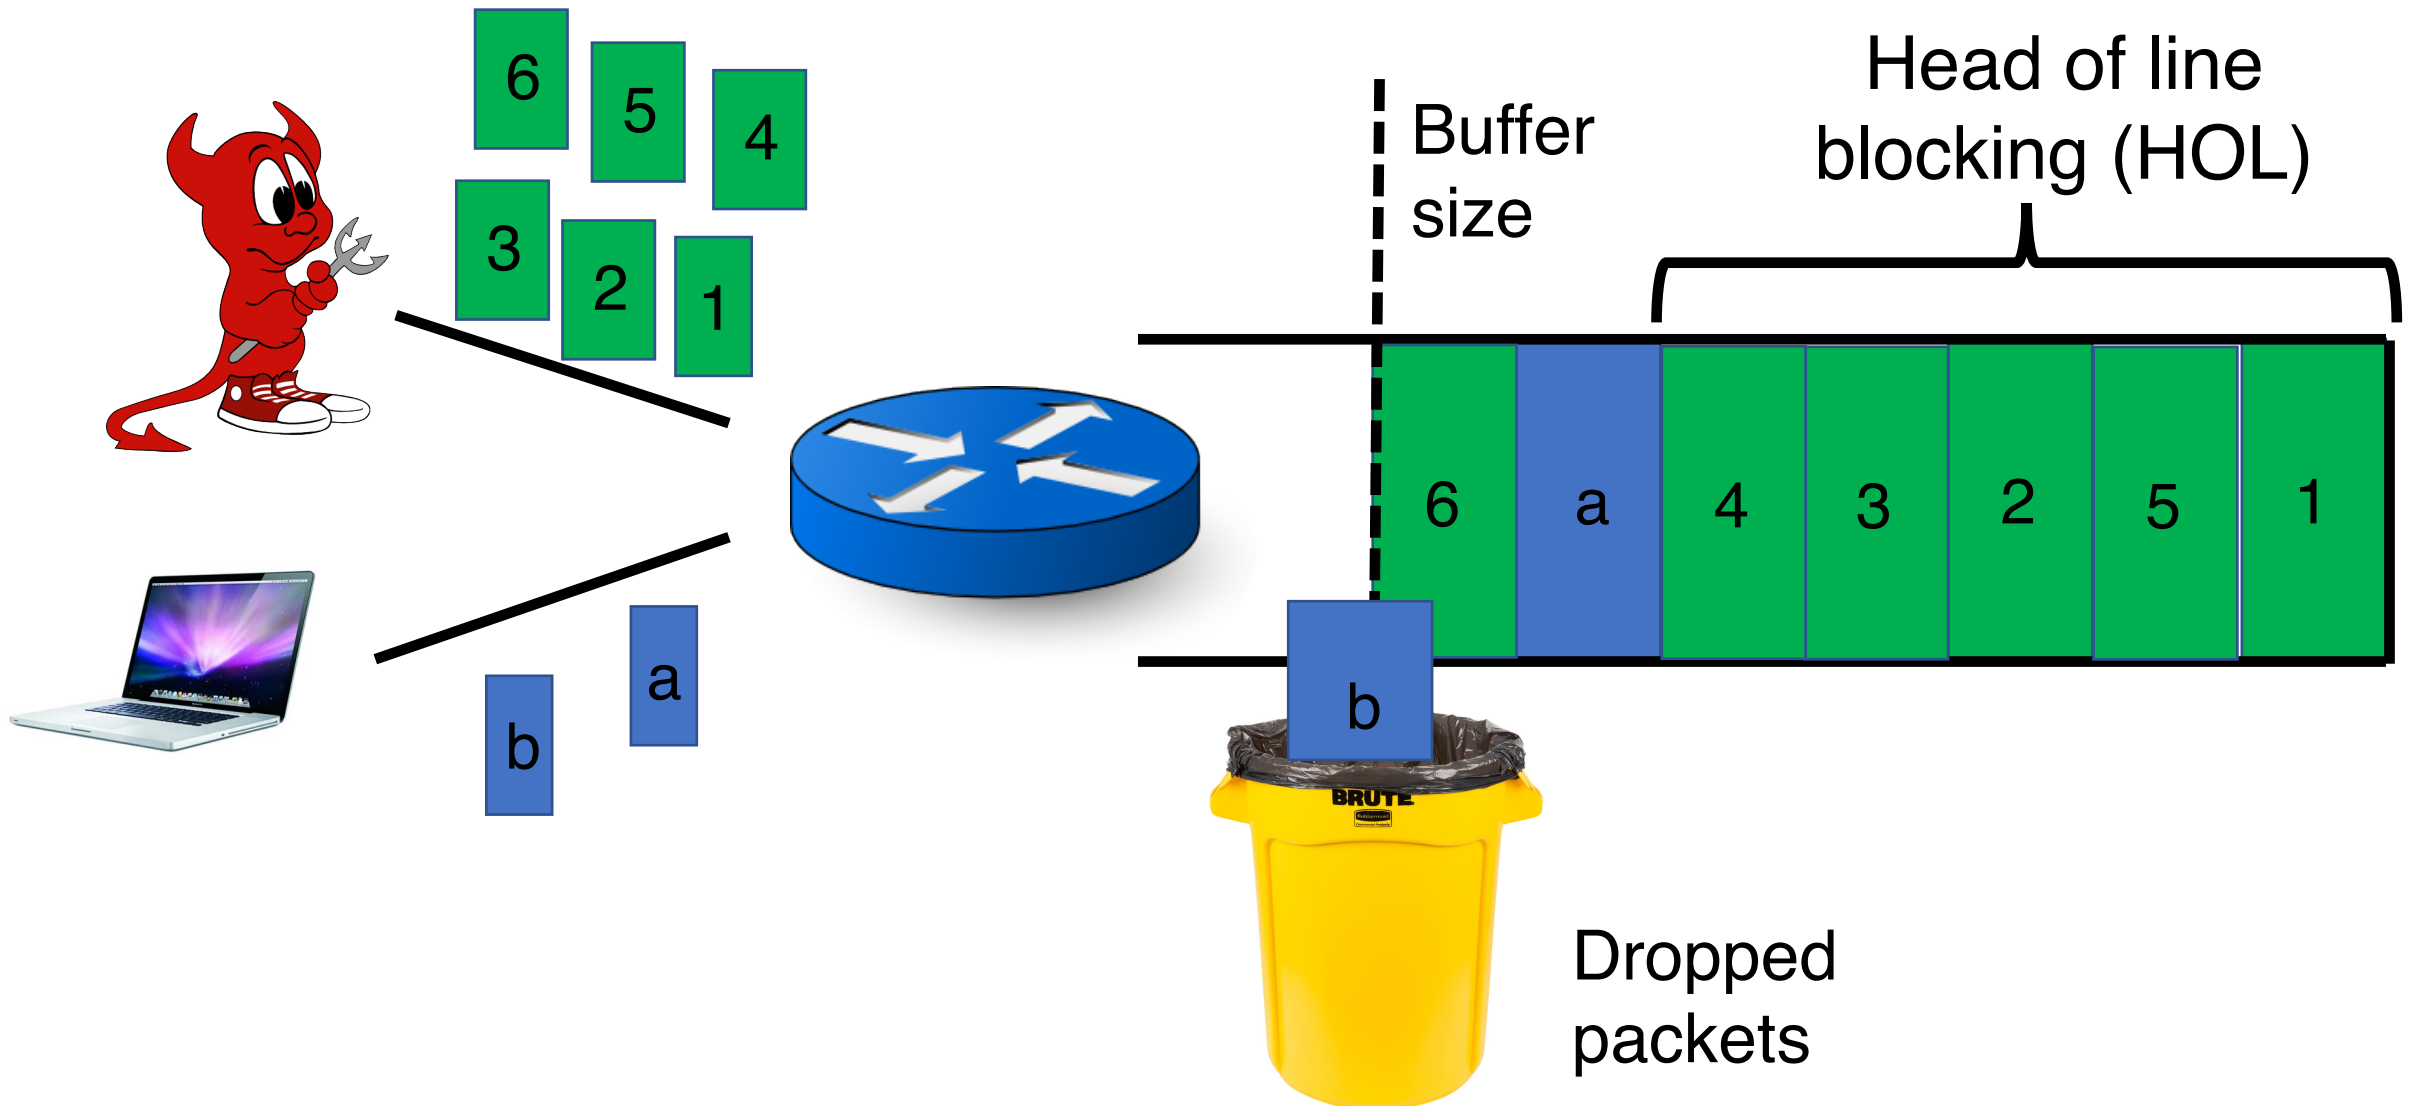 6
5
4
3
2
1
Buffer
size
Head of line
blocking (HOL)
6
a
4
3
2
5
1
a
b
b
BRUTE
Rubbermaid
Dropped
packets